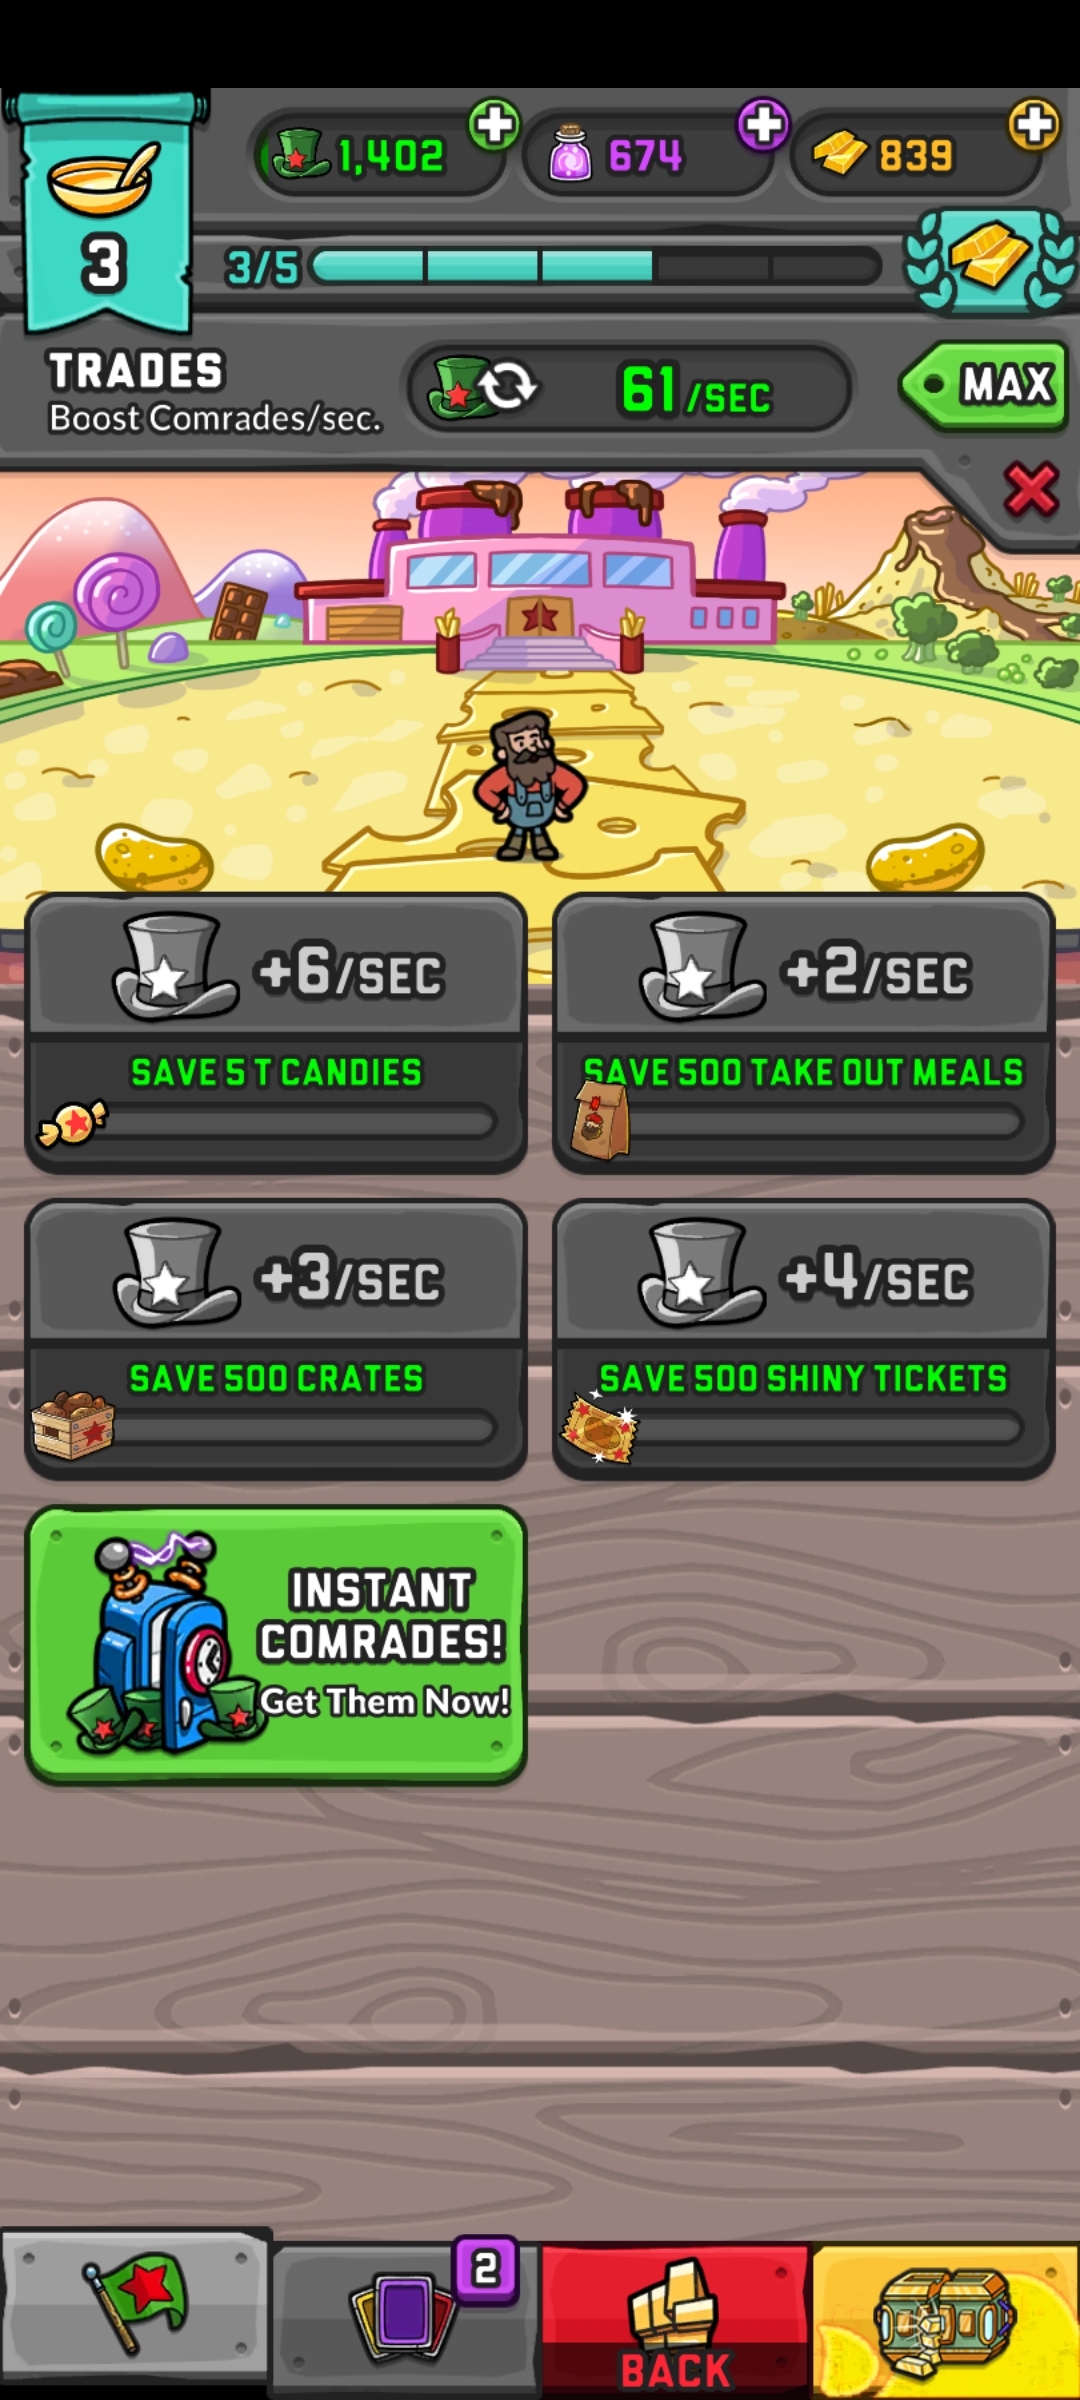 1,402
674
839
3
3/5
TRADES
Boost Comrades/sec.
61/SEC
MAX
+6/SEC
+2/SEC
SAVE 5 T CANDIES
SAVE 500 TAKE OUT MEALS
+3/SEC
+4/SEC
SAVE 500 CRATES
SAVE 500 SHINY TICKETS
INSTANT
COMRADES!
Get Them Now!
2
BACK